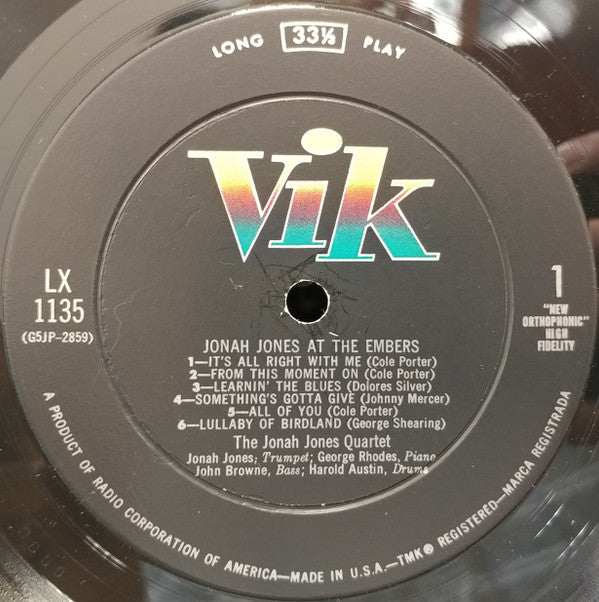 LONG 33⅓ PLAY
Vik
LX
1135
(G5JP-2859)
1
"NEW
ORTHOPHONIC"
HIGH
FIDELITY
JONAH JONES AT THE EMBERS
1—IT'S ALL RIGHT WITH ME (Cole Porter)
2—FROM THIS MOMENT ON (Cole Porter)
3—LEARNIN' THE BLUES (Dolores Silver)
4—SOMETHING'S GOTTA GIVE (Johnny Mercer)
5—ALL OF YOU (Cole Porter)
6—LULLABY OF BIRDLAND (George Shearing)
The Jonah Jones Quartet
Jonah Jones; Trumpet; George Rhodes, Piano
John Browne, Bass; Harold Austin, Drums
A PRODUCT OF RADIO CORPORATION OF AMERICA—MADE IN U.S.A.—TMK® REGISTERED—MARCA REGISTRADA